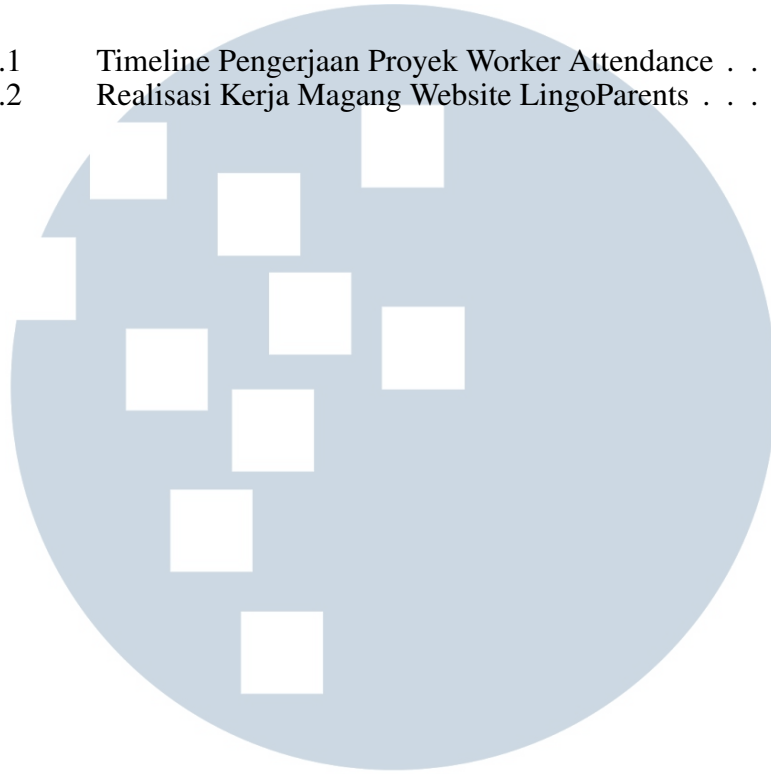 .1 Timeline Pengerjaan Proyek Worker Attendance . .
.2 Realisasi Kerja Magang Website LingoParents . . .